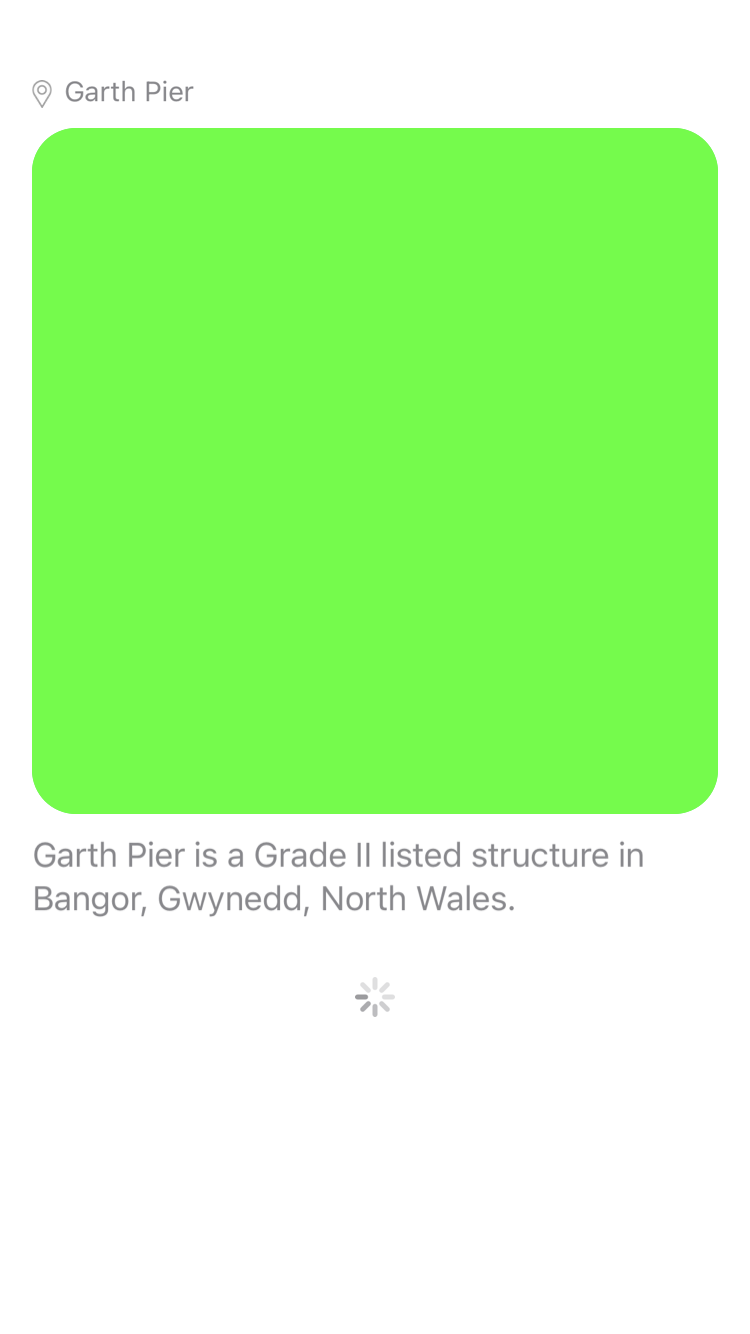 Garth Pier
Garth Pier is a Grade II listed structure in
Bangor, Gwynedd, North Wales.